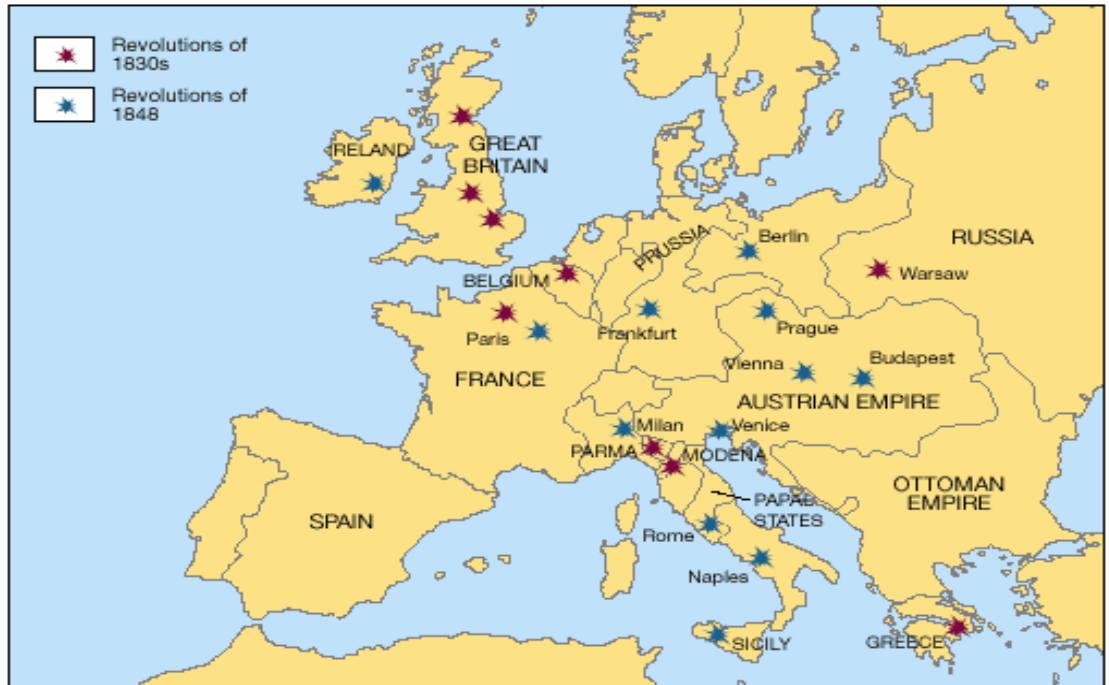 Revolutions of
1830s
Revolutions of
1848
IRELAND
GREAT
BRITAIN
PRUSSIA
Berlin
RUSSIA
BELGIUM
Warsaw
Paris
Frankfurt
Prague
Vienna
Budapest
FRANCE
AUSTRIAN EMPIRE
Milan
Venice
PARMA
MODENA
OTTOMAN
EMPIRE
PAPAL
STATES
SPAIN
Rome
Naples
SICILY
GREECE